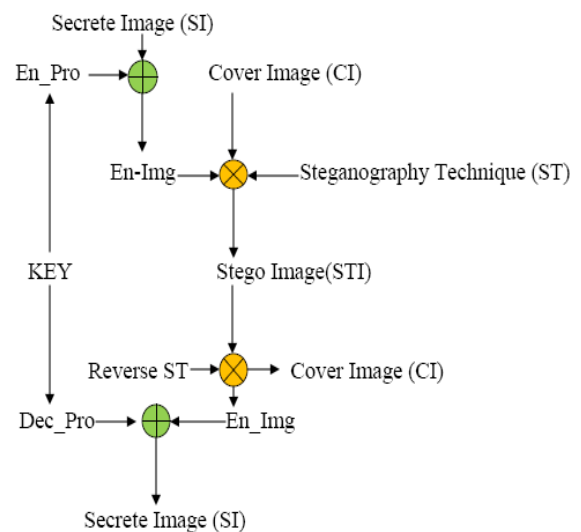 Secrete Image (SI)
En_Pro
Cover Image (CI)
En-Img
Steganography Technique (ST)
KEY
Stego Image(STI)
Reverse ST
Cover Image (CI)
Dec_Pro
En_Img
Secrete Image (SI)